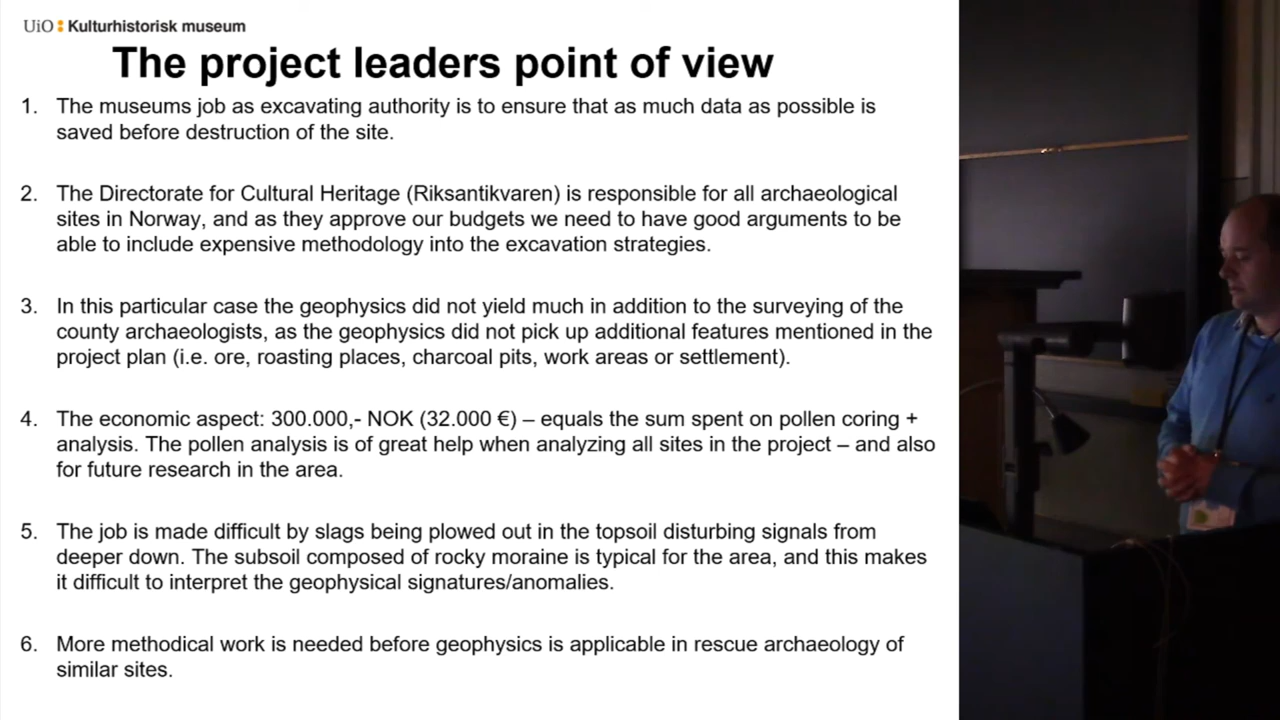 UiO : Kulturhistorisk museum
The project leaders point of view
1. The museums job as excavating authority is to ensure that as much data as possible is
saved before destruction of the site.
2. The Directorate for Cultural Heritage (Riksantikvaren) is responsible for all archaeological
sites in Norway, and as they approve our budgets we need to have good arguments to be
able to include expensive methodology into the excavation strategies.
3. In this particular case the geophysics did not yield much in addition to the surveying of the
county archaeologists, as the geophysics did not pick up additional features mentioned in the
project plan (i.e. ore, roasting places, charcoal pits, work areas or settlement).
4. The economic aspect: 300.000,- NOK (32.000 €) – equals the sum spent on pollen coring +
analysis. The pollen analysis is of great help when analyzing all sites in the project – and also
for future research in the area.
5. The job is made difficult by slags being plowed out in the topsoil disturbing signals from
deeper down. The subsoil composed of rocky moraine is typical for the area, and this makes
it difficult to interpret the geophysical signatures/anomalies.
6. More methodical work is needed before geophysics is applicable in rescue archaeology of
similar sites.